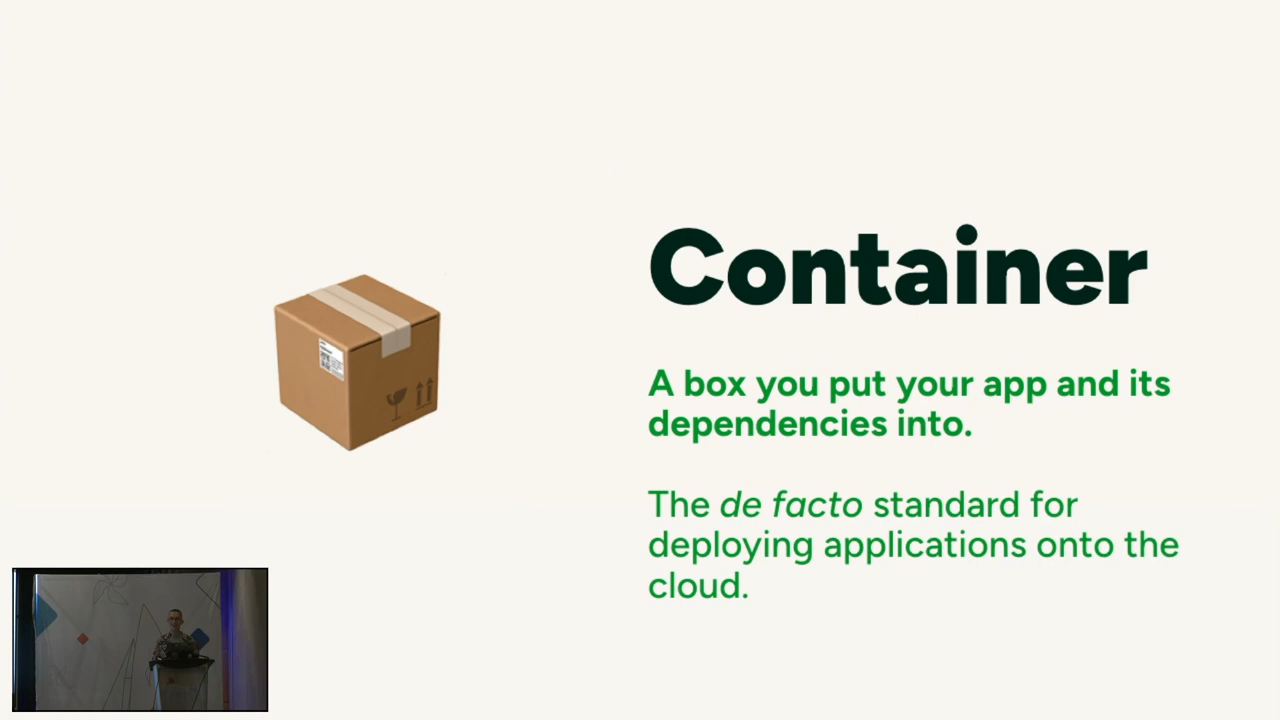 Container
A box you put your app and its
dependencies into.
The de facto standard for
deploying applications onto the
cloud.